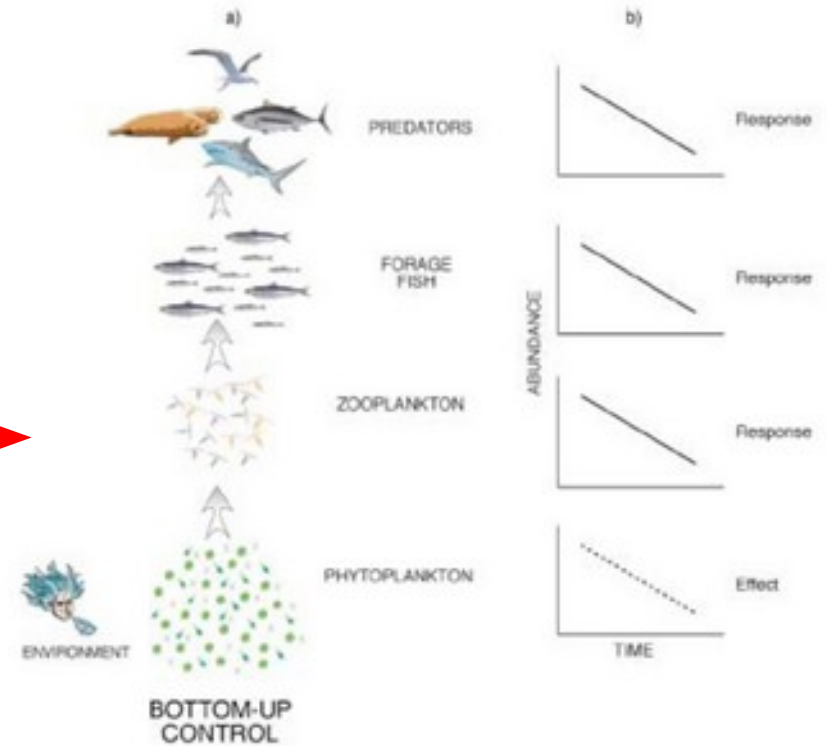 a)
b)
PREDATORS
Response
FORAGE
FISH
Response
ABUNDANCE
ZOOPLANKTON
Response
PHYTOPLANKTON
Effect
ENVIRONMENT
TIME
BOTTOM-UP
CONTROL